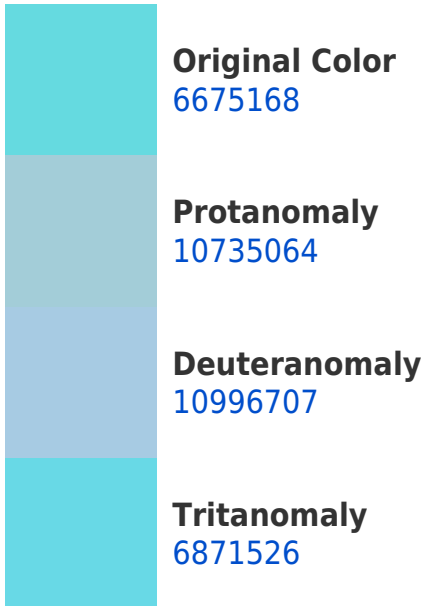 Original Color
6675168
Protanomaly
10735064
Deuteranomaly
10996707
Tritanomaly
6871526